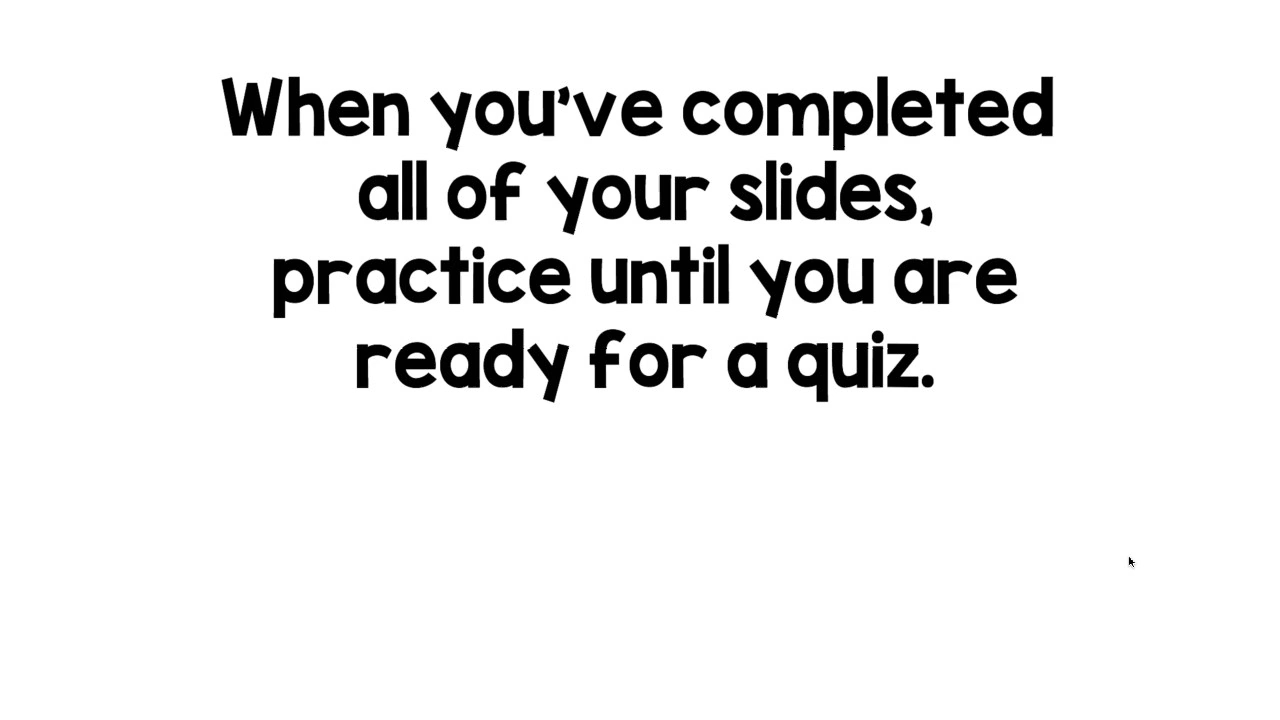 When you've completed
all of your slides,
practice until you are
ready for a quiz.